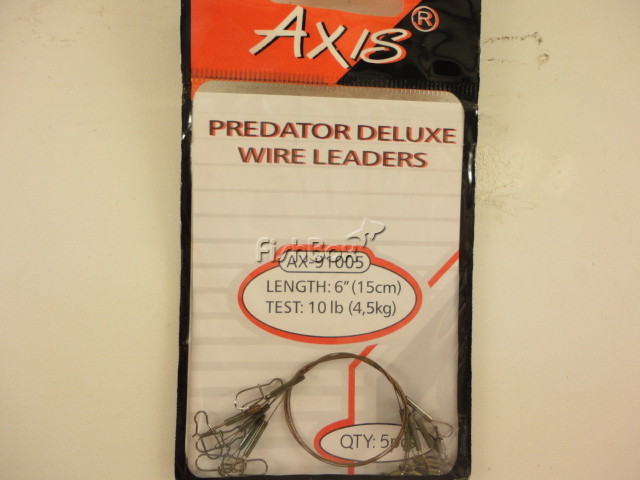 AXIS®
PREDATOR DELUXE
WIRE LEADERS
AX-91005
LENGTH: 6" (15cm)
TEST: 10 lb (4,5kg)
QTY: 5